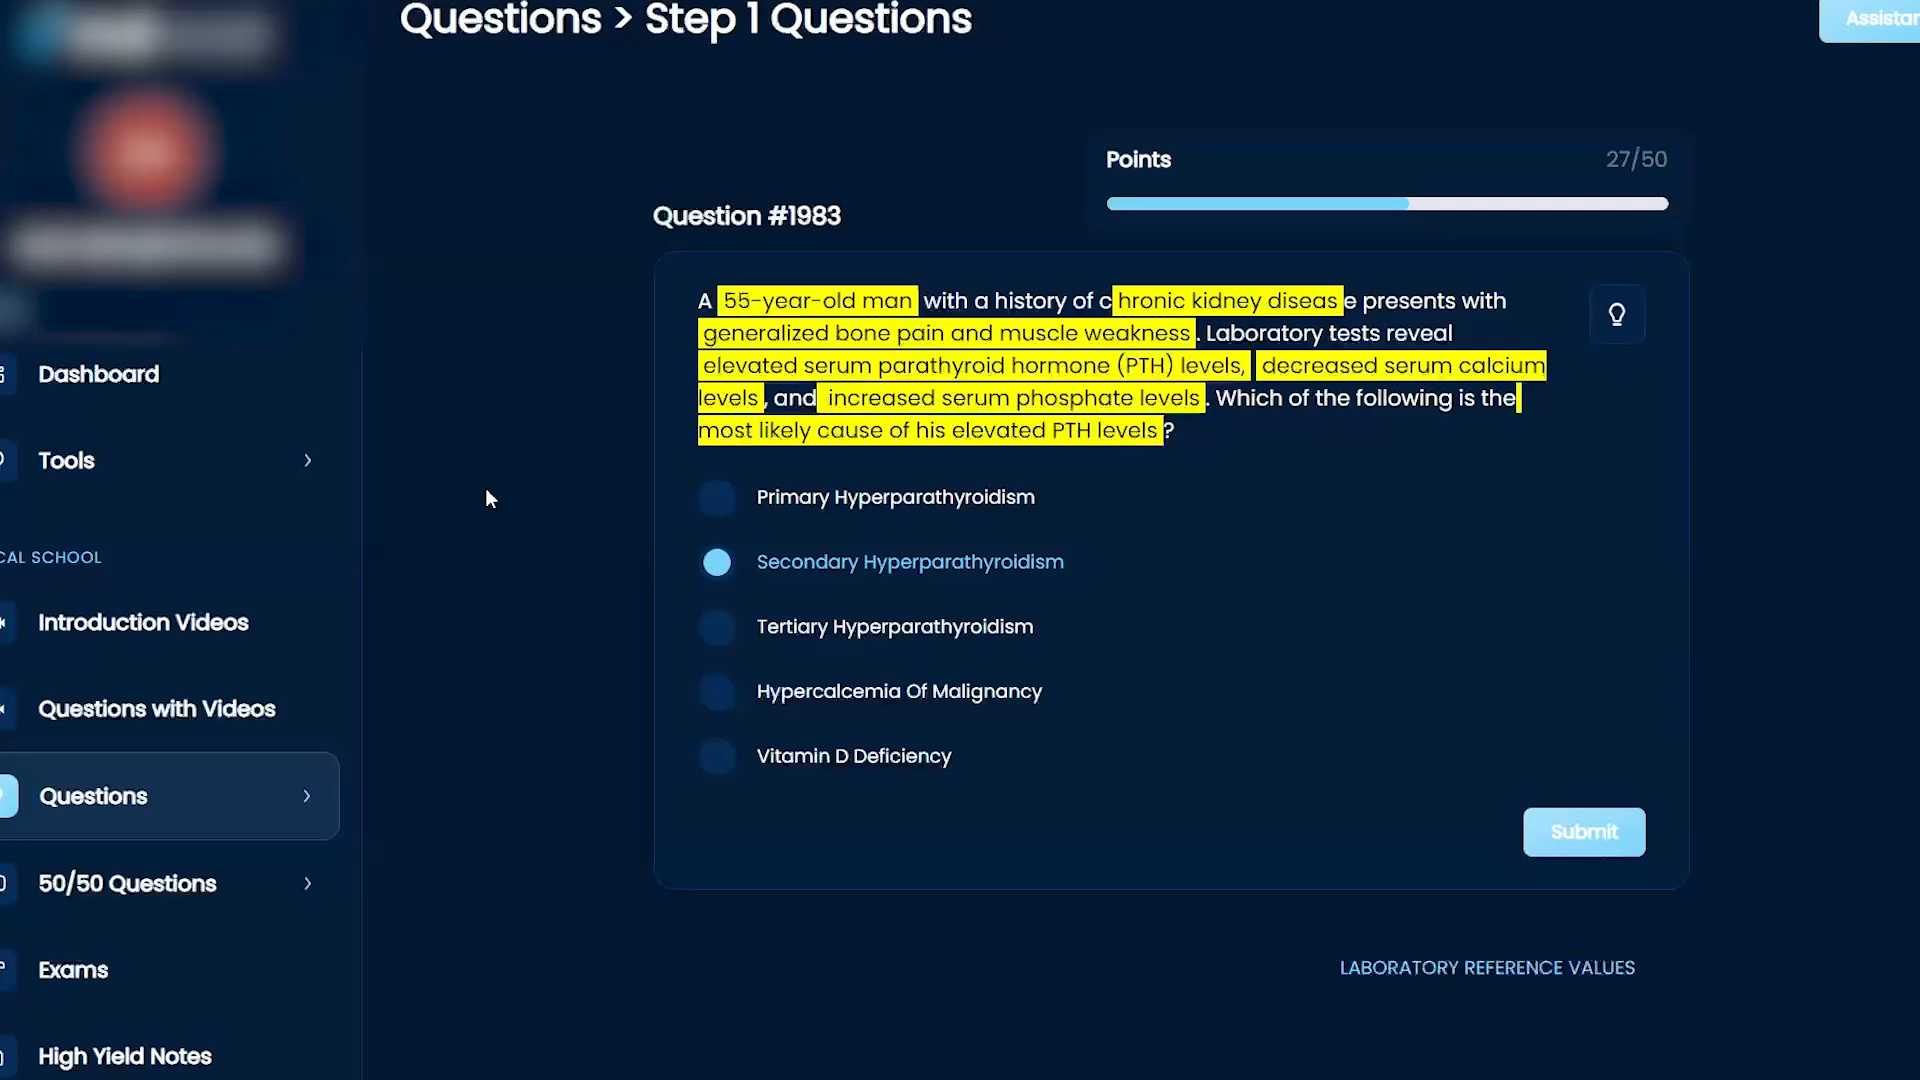 Questions > Step 1 Questions
Points
27/50
Question #1983
A 55-year-old man with a history of chronic kidney disease presents with
generalized bone pain and muscle weakness. Laboratory tests reveal
elevated serum parathyroid hormone (PTH) levels, decreased serum calcium
levels, and increased serum phosphate levels. Which of the following is the
most likely cause of his elevated PTH levels?
Primary Hyperparathyroidism
Secondary Hyperparathyroidism
Tertiary Hyperparathyroidism
Hypercalcemia Of Malignancy
Vitamin D Deficiency
Submit
LABORATORY REFERENCE VALUES
Dashboard
Tools
CAL SCHOOL
Introduction Videos
Questions with Videos
Questions
50/50 Questions
Exams
High Yield Notes